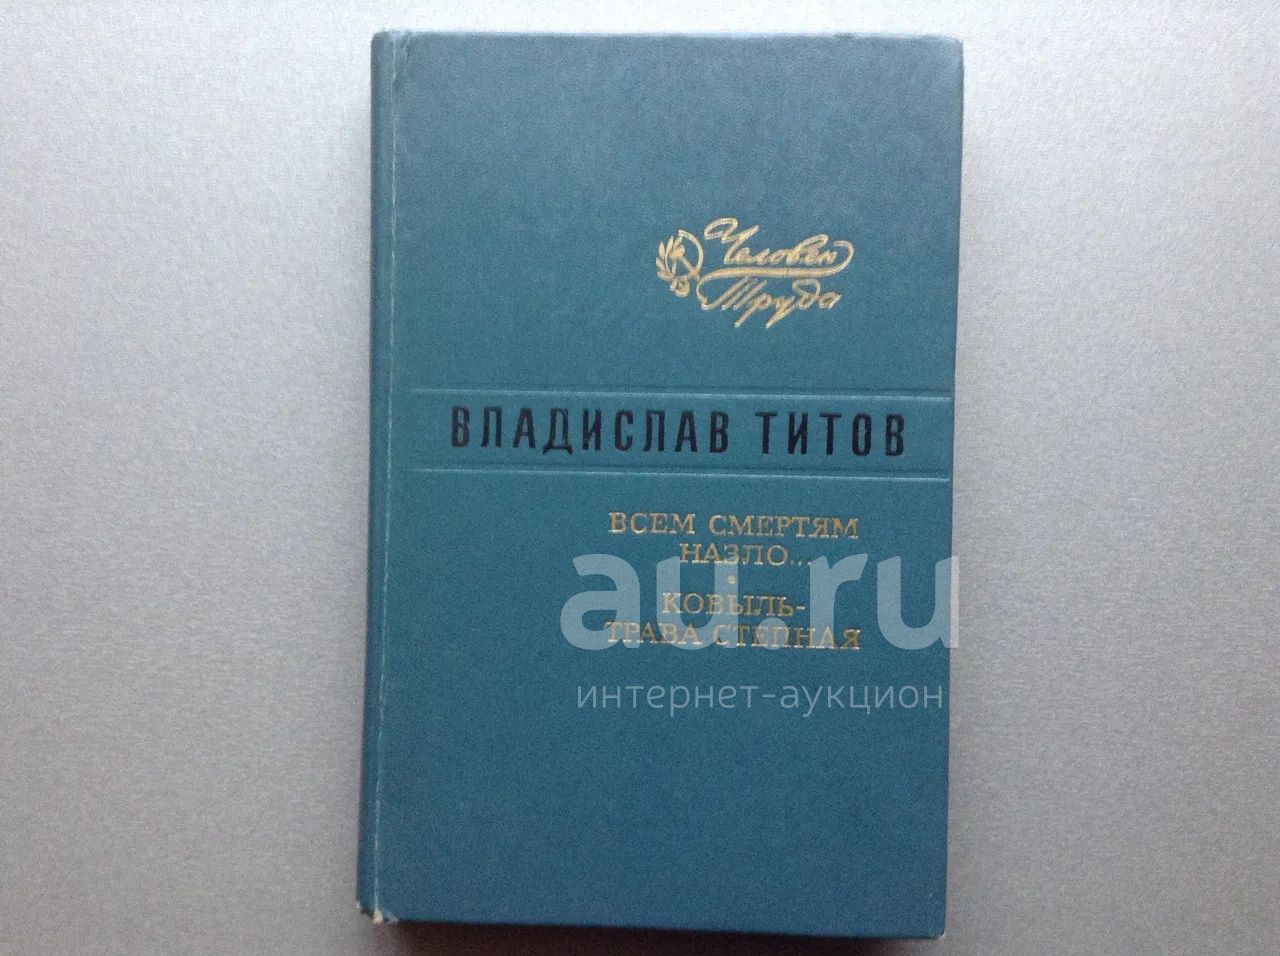 Человек
Труда
ВЛАДИСЛАВ ТИТОВ
ВСЕМ СМЕРТЯМ
НАЗЛО...
КОВЫЛЬ-
ТРАВА СТЕПНАЯ
au.ru
интернет-аукцион